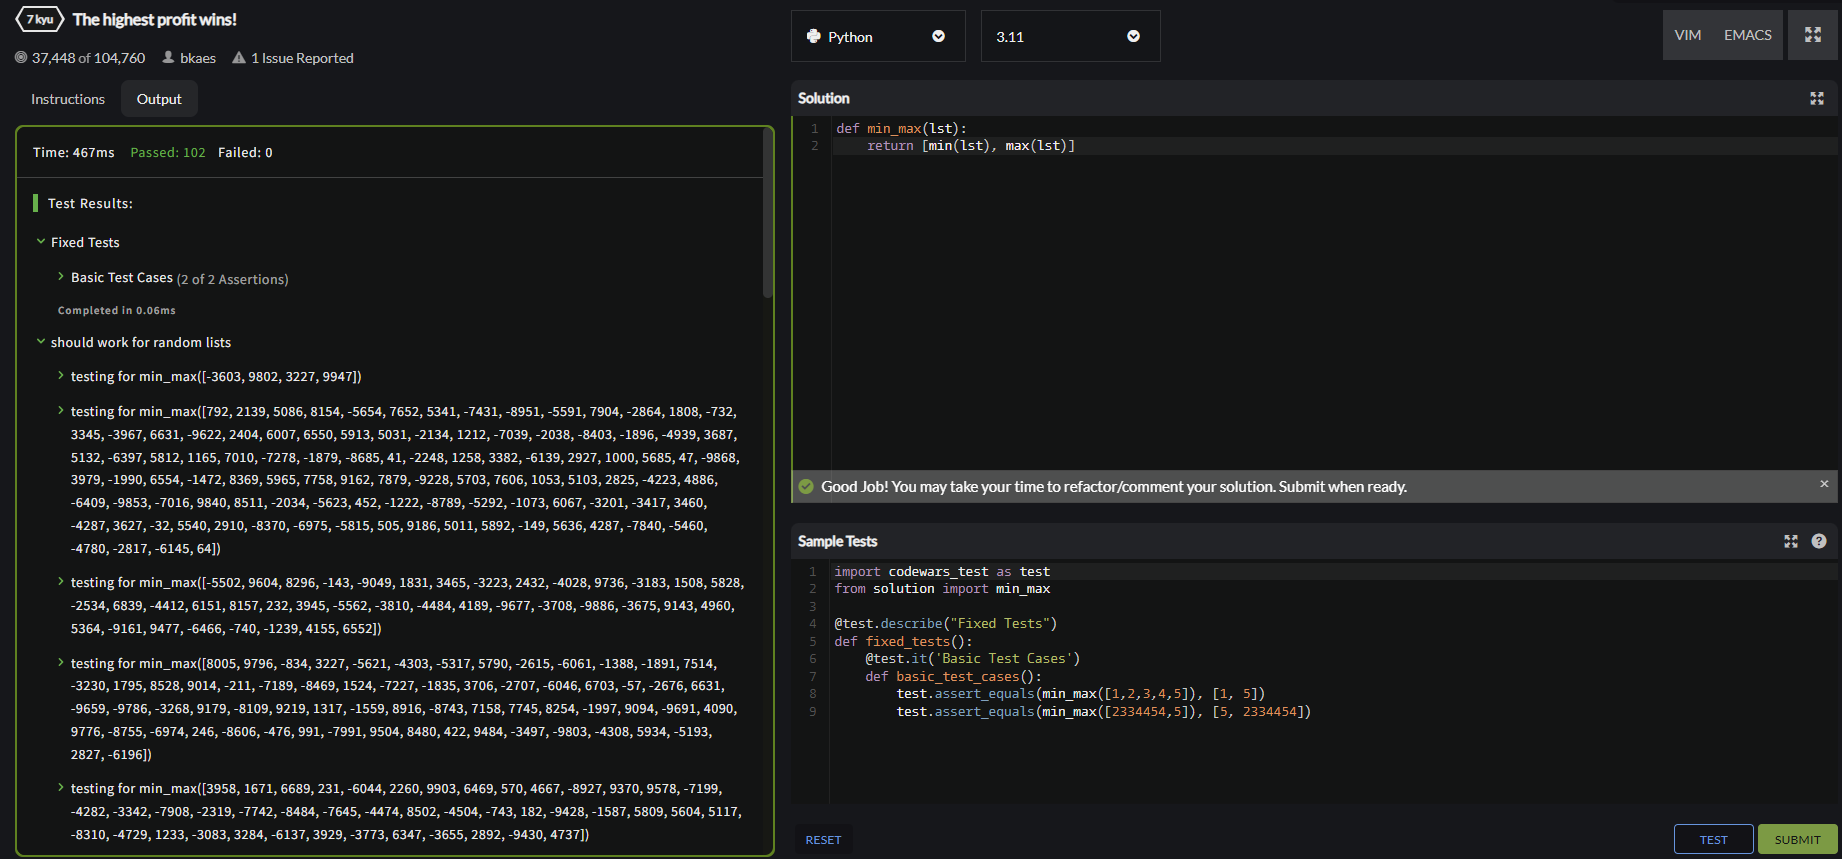 7 kyu The highest profit wins!
37,448 of 104,760 bkaes 1 Issue Reported
Instructions Output
Time: 467ms Passed: 102 Failed: 0
Test Results:
Fixed Tests
Basic Test Cases (2 of 2 Assertions)
Completed in 0.06ms
should work for random lists
testing for min_max([-3603, 9802, 3227, 9947])
testing for min_max([792, 2139, 5086, 8154, -5654, 7652, 5341, -7431, -8951, -5591, 7904, -2864, 1808, -732,
3345, -3967, 6631, -9622, 2404, 6007, 6550, 5913, 5031, -2134, 1212, -7039, -2038, -8403, -1896, -4939, 3687,
5132, -6397, 5812, 1165, 7010, -7278, -1879, -8685, 41, -2248, 1258, 3382, -6139, 2927, 1000, 5685, 47, -9868,
3979, -1990, 6554, -1472, 8369, 5965, 7758, 9162, 7879, -9228, 5703, 7606, 1053, 5103, 2825, -4223, 4886,
-6409, -9853, -7016, 9840, 8511, -2034, -5623, 452, -1222, -8789, -5292, -1073, 6067, -3201, -3417, 3460,
-4287, 3627, -32, 5540, 2910, -8370, -6975, -5815, 505, 9186, 5011, 5892, -149, 5636, 4287, -7840, -5460,
-4780, -2817, -6145, 64])
testing for min_max([-5502, 9604, 8296, -143, -9049, 1831, 3465, -3223, 2432, -4028, 9736, -3183, 1508, 5828,
-2534, 6839, -4412, 6151, 8157, 232, 3945, -5562, -3810, -4484, 4189, -9677, -3708, -9886, -3675, 9143, 4960,
5364, -9161, 9477, -6466, -740, -1239, 4155, 6552])
testing for min_max([8005, 9796, -834, 3227, -5621, -4303, -5317, 5790, -2615, -6061, -1388, -1891, 7514,
-3230, 1795, 8528, 9014, -211, -7189, -8469, 1524, -7227, -1835, 3706, -2707, -6046, 6703, -57, -2676, 6631,
-9659, -9786, -3268, 9179, -8109, 9219, 1317, -1559, 8916, -8743, 7158, 7745, 8254, -1997, 9094, -9691, 4090,
9776, -8755, -6974, 246, -8606, -476, 991, -7991, 9504, 8480, 422, 9484, -3497, -9803, -4308, 5934, -5193,
2827, -6196])
testing for min_max([3958, 1671, 6689, 231, -6044, 2260, 9903, 6469, 570, 4667, -8927, 9370, 9578, -7199,
-4282, -3342, -7908, -2319, -7742, -8484, -7645, -4474, 8502, -4504, -743, 182, -9428, -1587, 5809, 5604, 5117,
-8310, -4729, 1233, -3083, 3284, -6137, 3929, -3773, 6347, -3655, 2892, -9430, 4737])
Python 3.11 VIM EMACS
Solution
1 def min_max(lst):
2 return [min(lst), max(lst)]
Good Job! You may take your time to refactor/comment your solution. Submit when ready. ×
Sample Tests ?
1 import codewars_test as test
2 from solution import min_max
3
4 @test.describe("Fixed Tests")
5 def fixed_tests():
6 @test.it('Basic Test Cases')
7 def basic_test_cases():
8 test.assert_equals(min_max([1,2,3,4,5]), [1, 5])
9 test.assert_equals(min_max([2334454,5]), [5, 2334454])
RESET TEST SUBMIT